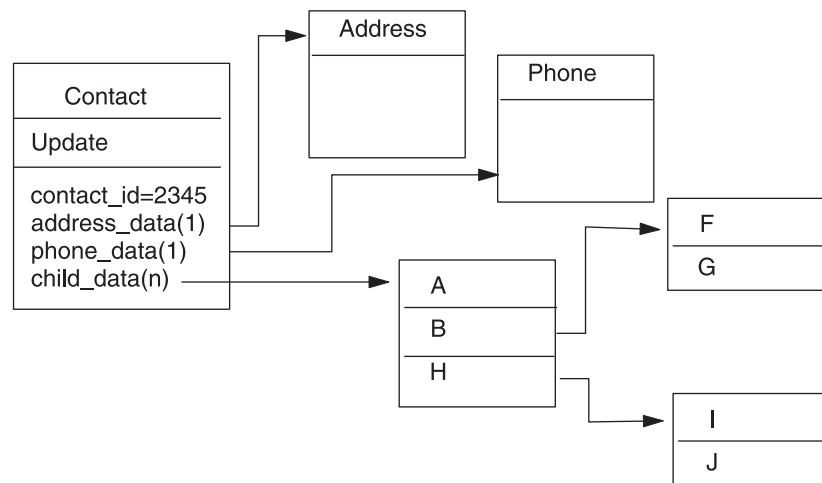 Contact
Update
contact_id=2345
address_data(1)
phone_data(1)
child_data(n)
Address
Phone
A
B
H
F
G
I
J